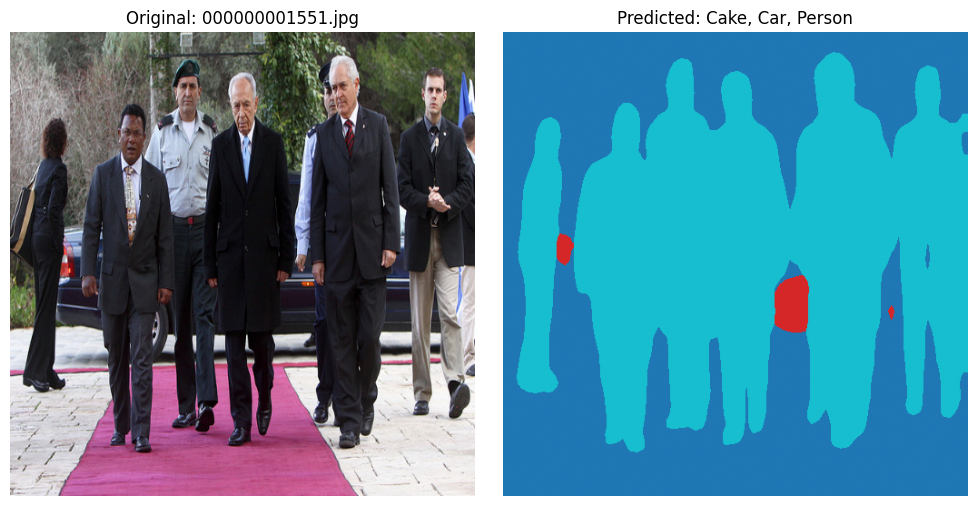 Original: 000000001551.jpg
Predicted: Cake, Car, Person